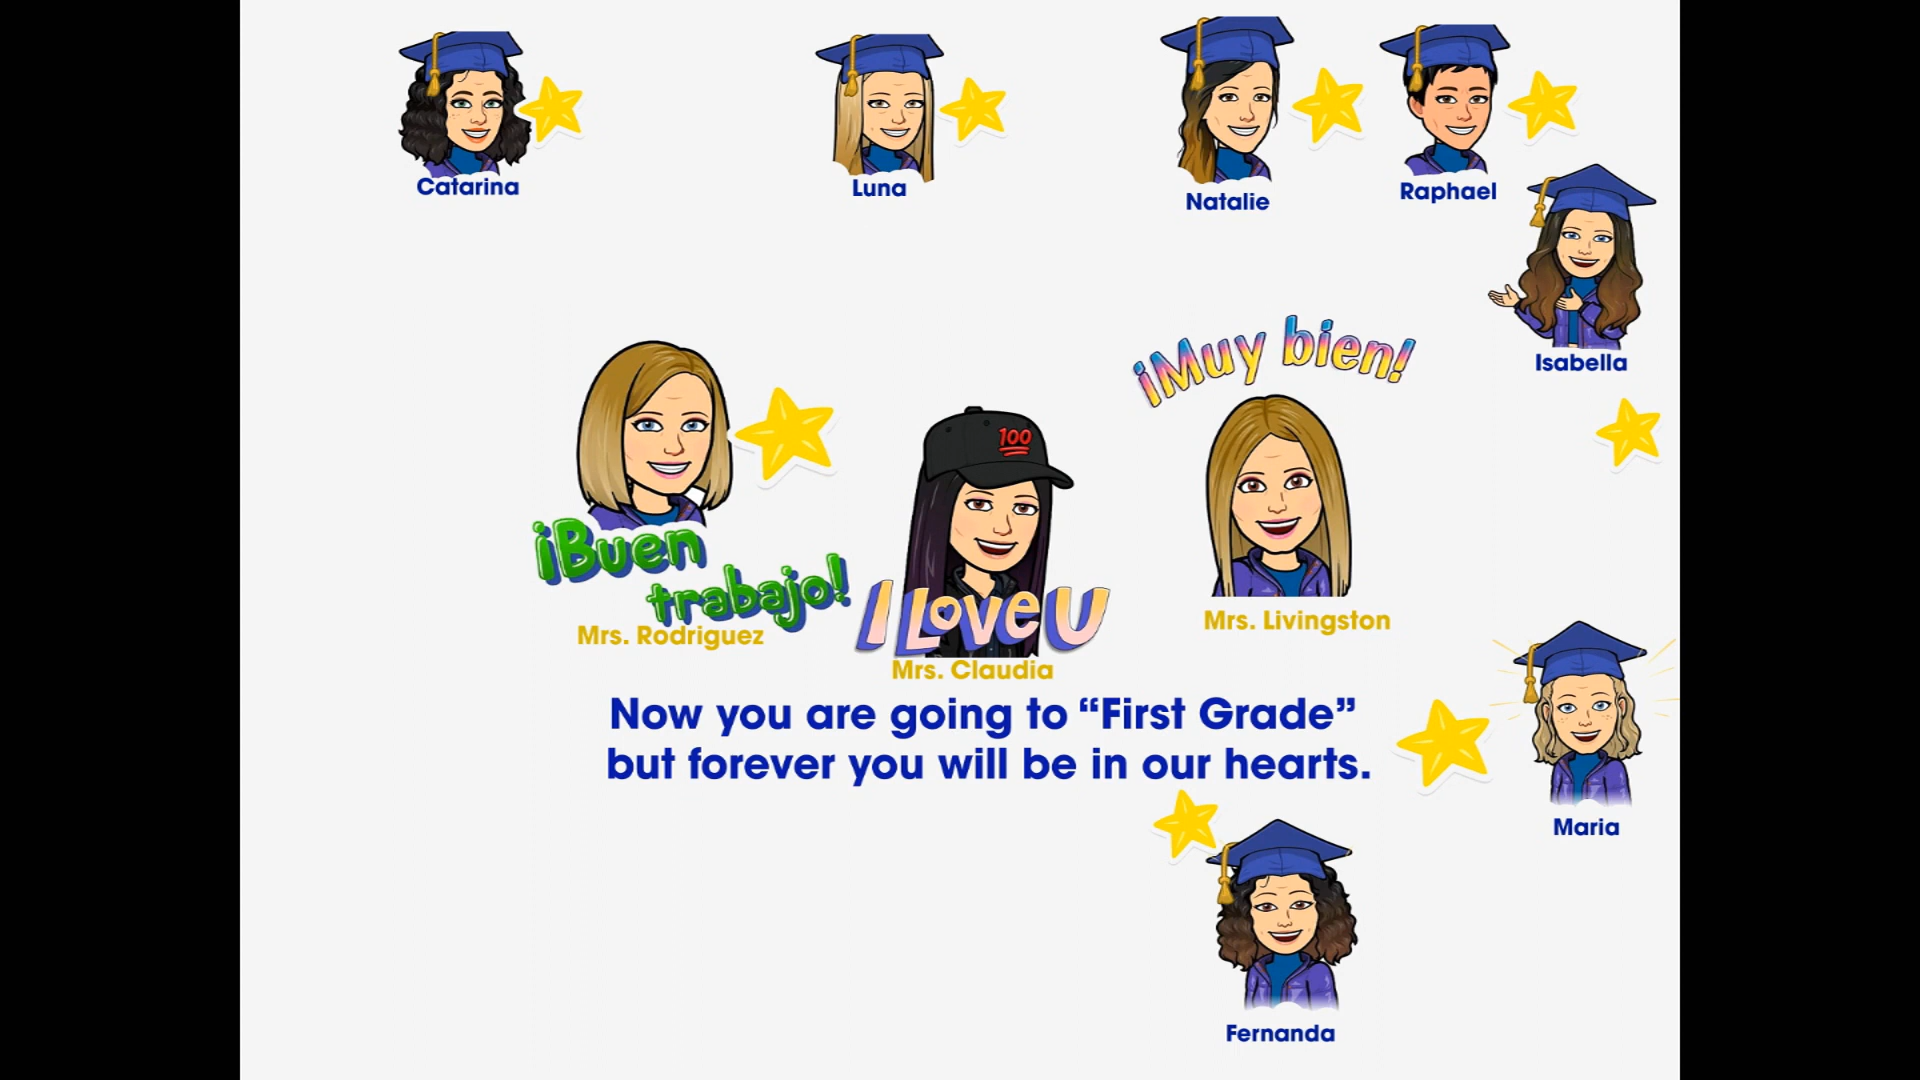 Catarina
Luna
Natalie
Raphael
Isabella
¡Muy bien!
100
¡Buen
trabajo!
I Love U
Mrs. Rodriguez
Mrs. Claudia
Mrs. Livingston
Now you are going to “First Grade”
but forever you will be in our hearts.
Maria
Fernanda